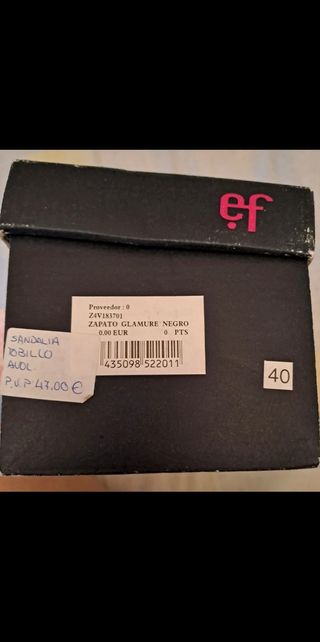 ef
Proveedor : 0
Z4V183701
ZAPATO GLAMURE NEGRO
0.00 EUR 0 PTS
435098 522011
SANDALIA
TOBILLO
P.V.P 47.00 €
40